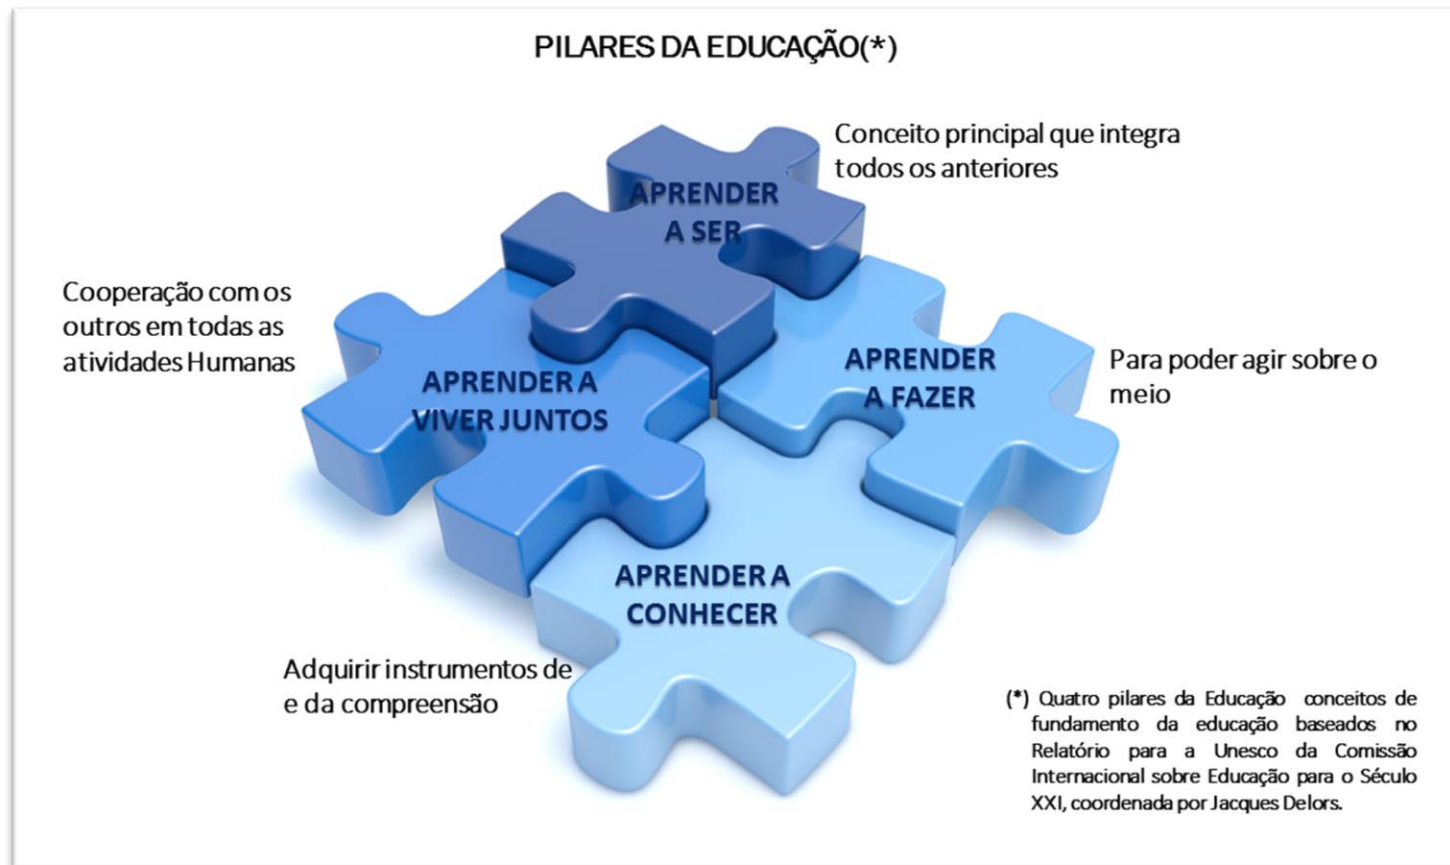 PILARES DA EDUCAÇÃO(*)
Conceito principal que integra
todos os anteriores
APRENDER
A SER
Cooperação com os
outros em todas as
atividades Humanas
APRENDER A
VIVER JUNTOS
APRENDER
A FAZER
Para poder agir sobre o
meio
APRENDER A
CONHECER
Adquirir instrumentos de
e da compreensão
(*) Quatro pilares da Educação conceitos de
fundamento da educação baseados no
Relatório para a Unesco da Comissão
Internacional sobre Educação para o Século
XXI, coordenada por Jacques Delors.